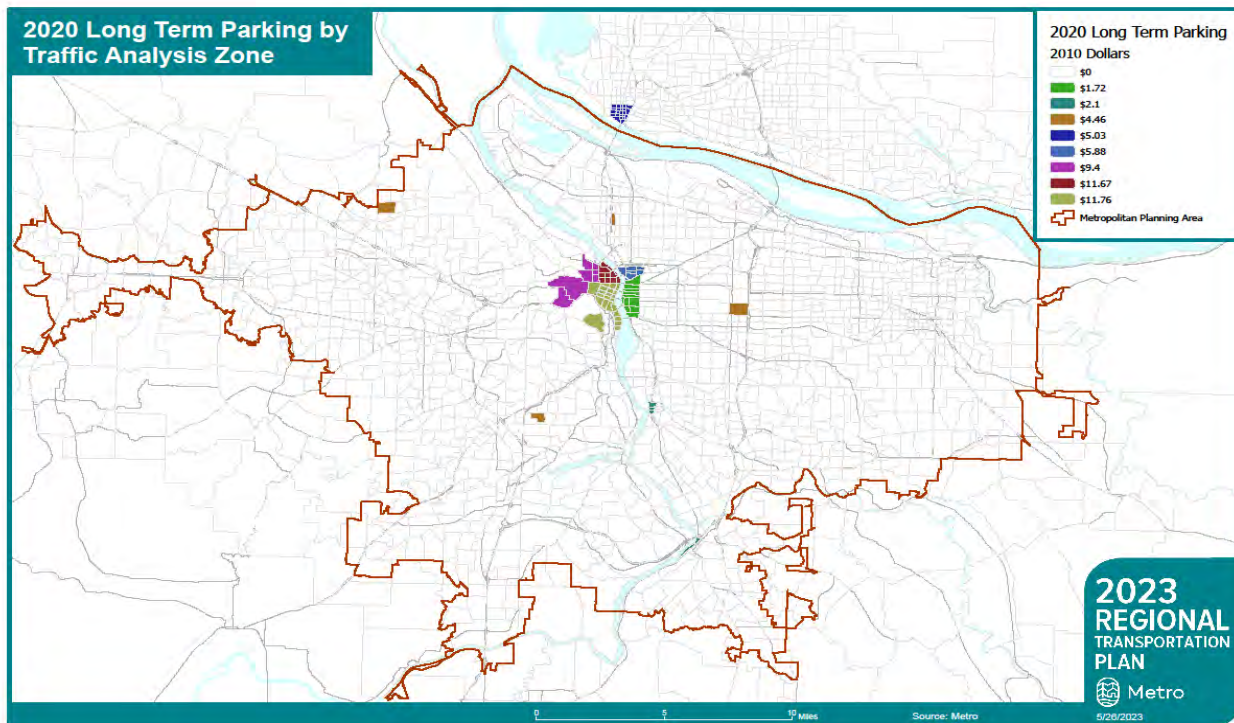 2020 Long Term Parking by
Traffic Analysis Zone
2020 Long Term Parking
2010 Dollars
$0
$1.72
$2.1
$4.46
$5.03
$5.88
$9.4
$11.67
$11.76
Metropolitan Planning Area
2023
REGIONAL
TRANSPORTATION
PLAN
Metro
0 5 10 Miles
Source: Metro
5/26/2023